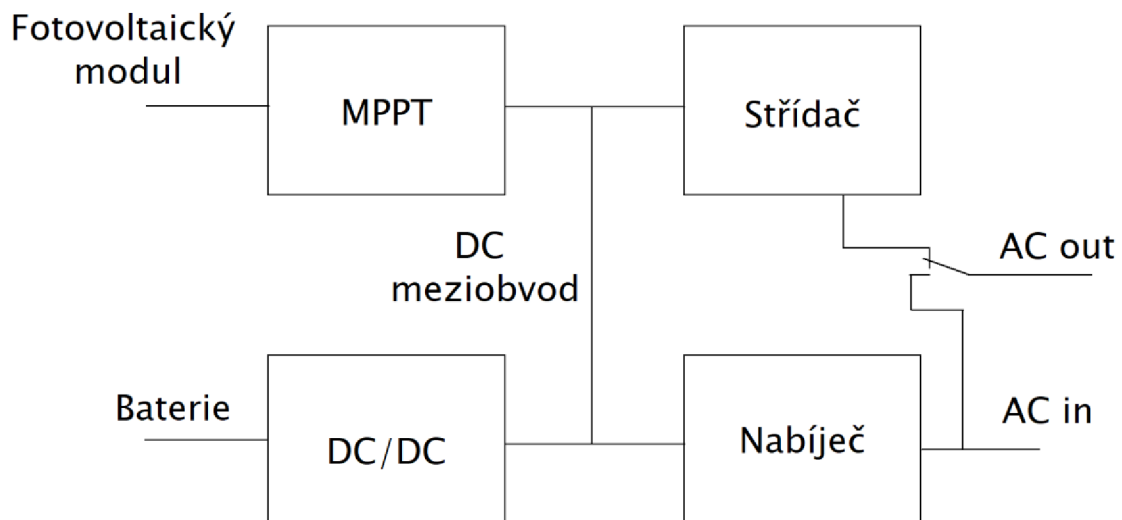 Fotovoltaický
modul
MPPT
Střídač
DC
meziobvod
AC out
Baterie
DC/DC
Nabíječ
AC in